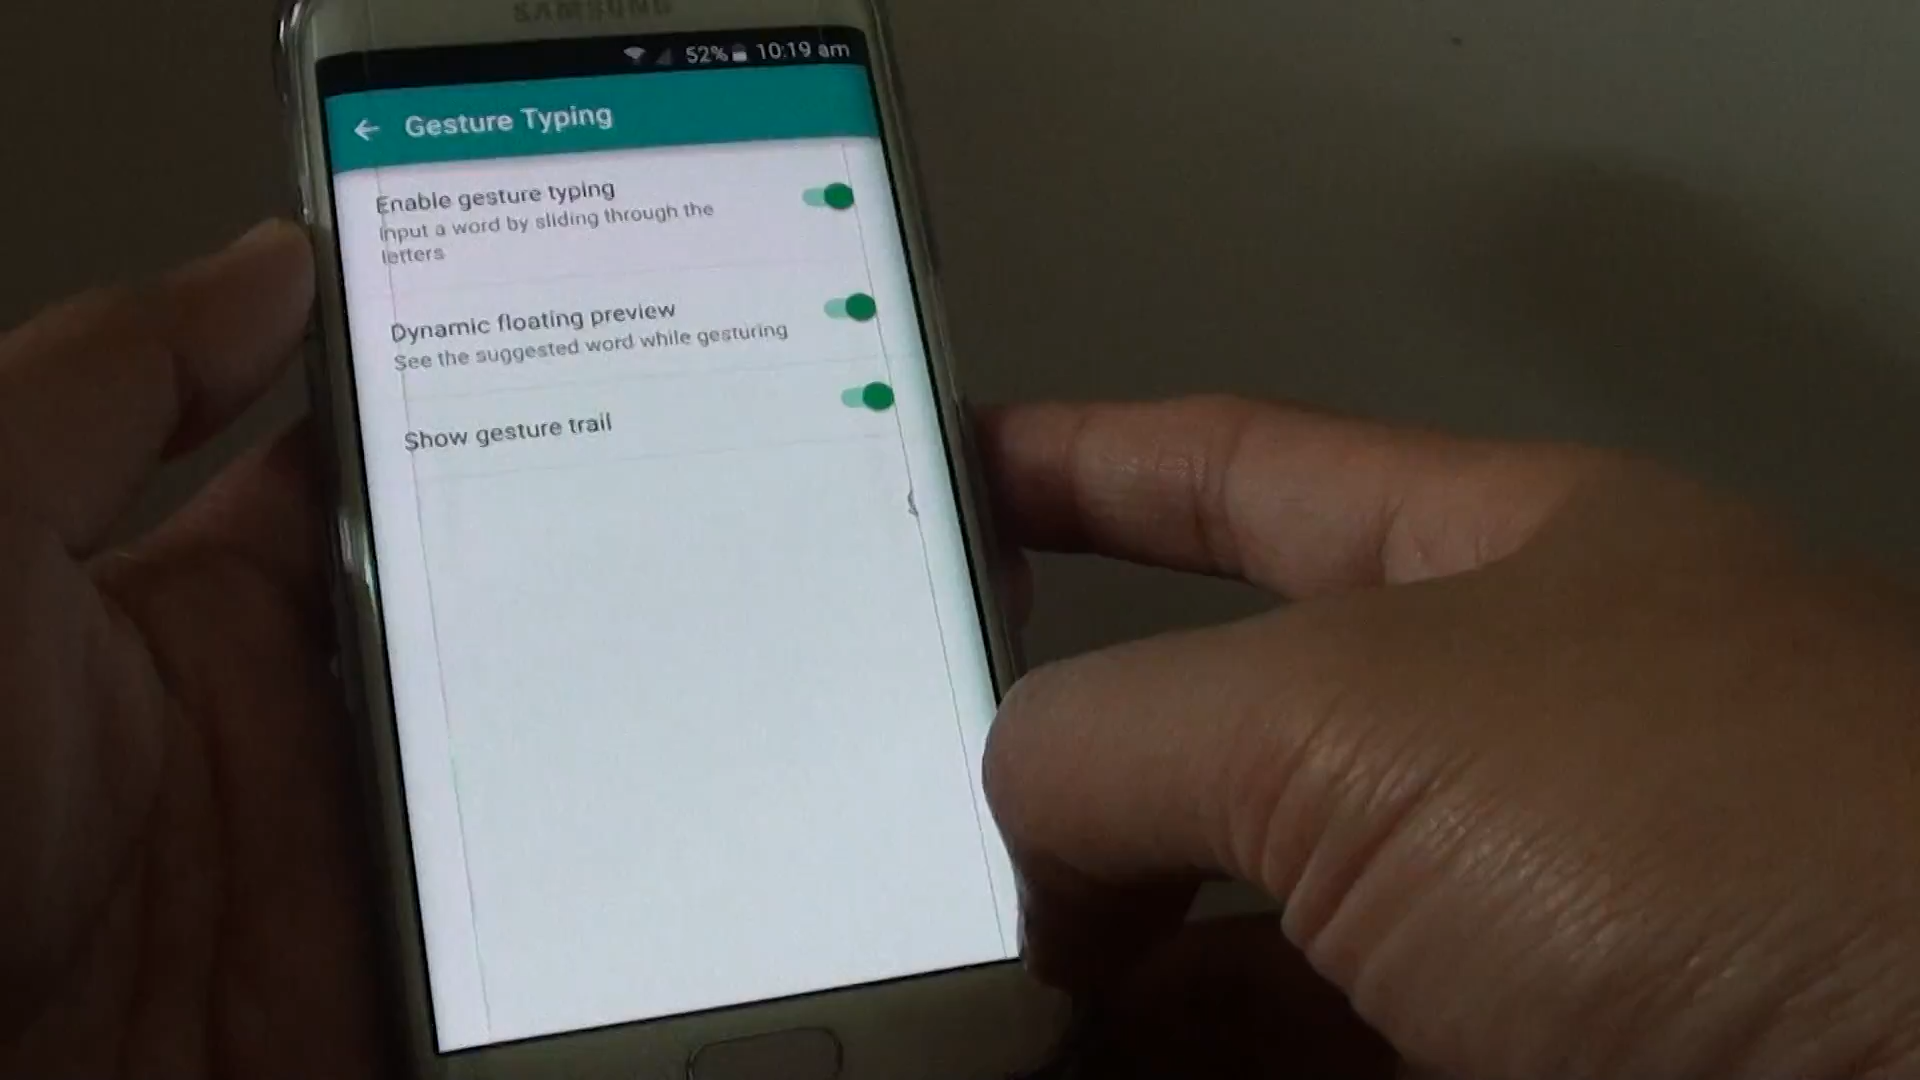 SAMSUNG
52% 10:19 am
Gesture Typing
Enable gesture typing
Input a word by sliding through the
letters
Dynamic floating preview
See the suggested word while gesturing
Show gesture trail